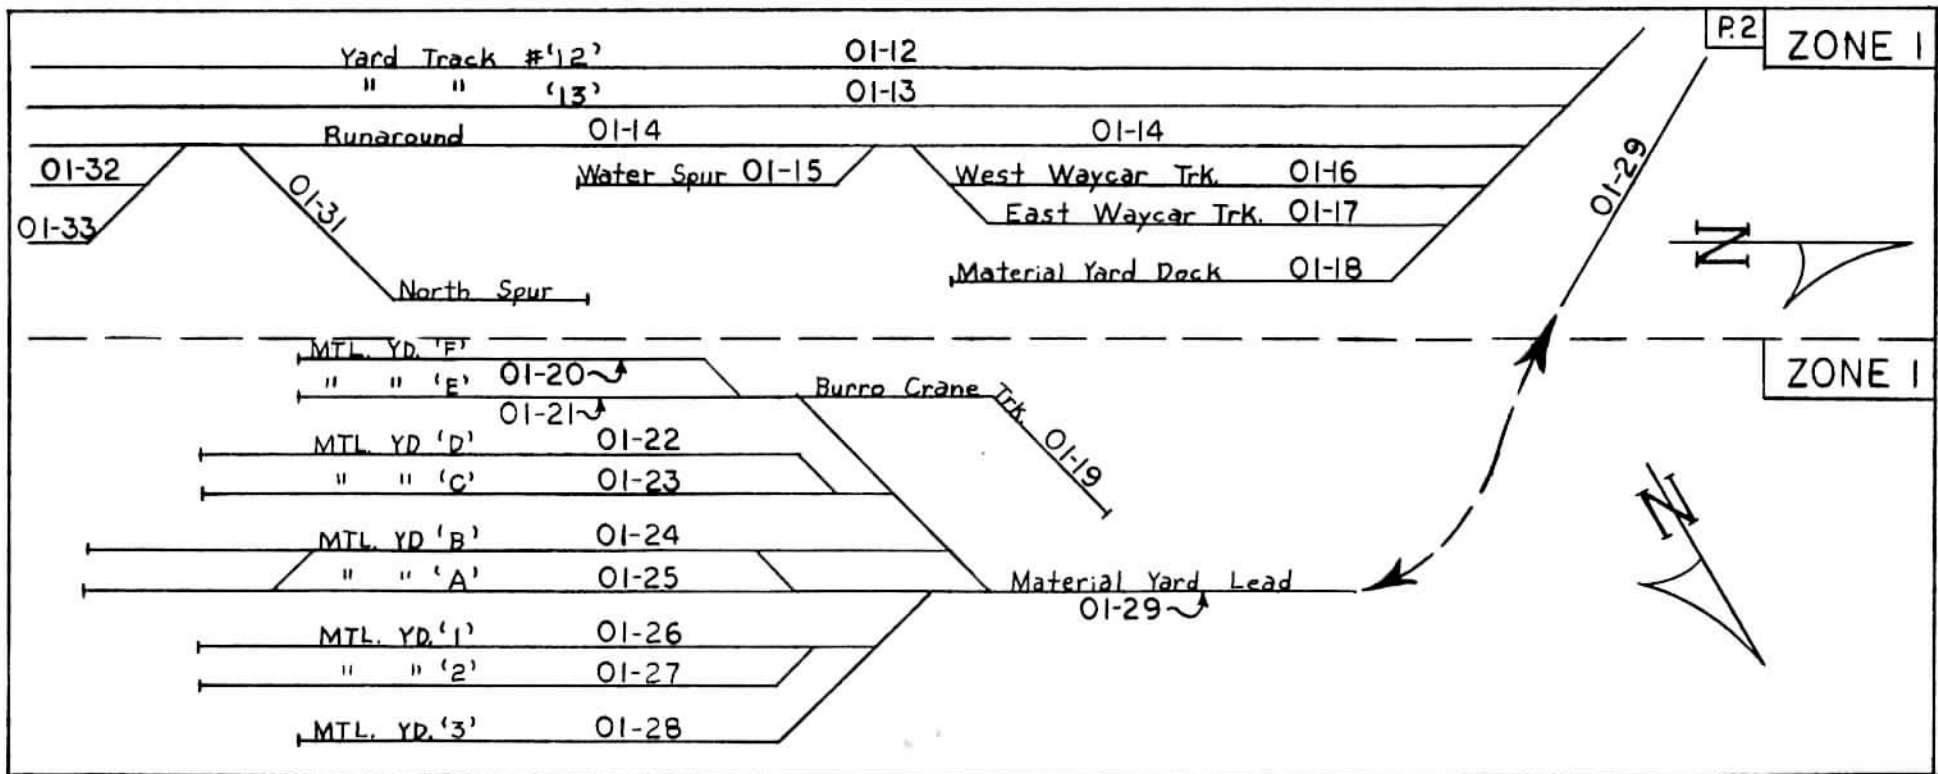 P.2 ZONE 1
Yard Track #'12' 01-12
" " '13' 01-13
Runaround 01-14 01-14
01-32 Water Spur 01-15 West Waycar Trk. 01-16
01-33 01-31 East Waycar Trk. 01-17 01-29
Material Yard Dock 01-18 N
North Spur
MTL. YD. 'F'
01-20
ZONE 1
" " 'E' Burro Crane Trk. 01-19
01-21
MTL. YD 'D' 01-22
" " 'C' 01-23
N
MTL. YD 'B' 01-24
" " 'A' 01-25 Material Yard Lead
01-29
MTL. YD. '1' 01-26
" " '2' 01-27
MTL. YD. '3' 01-28